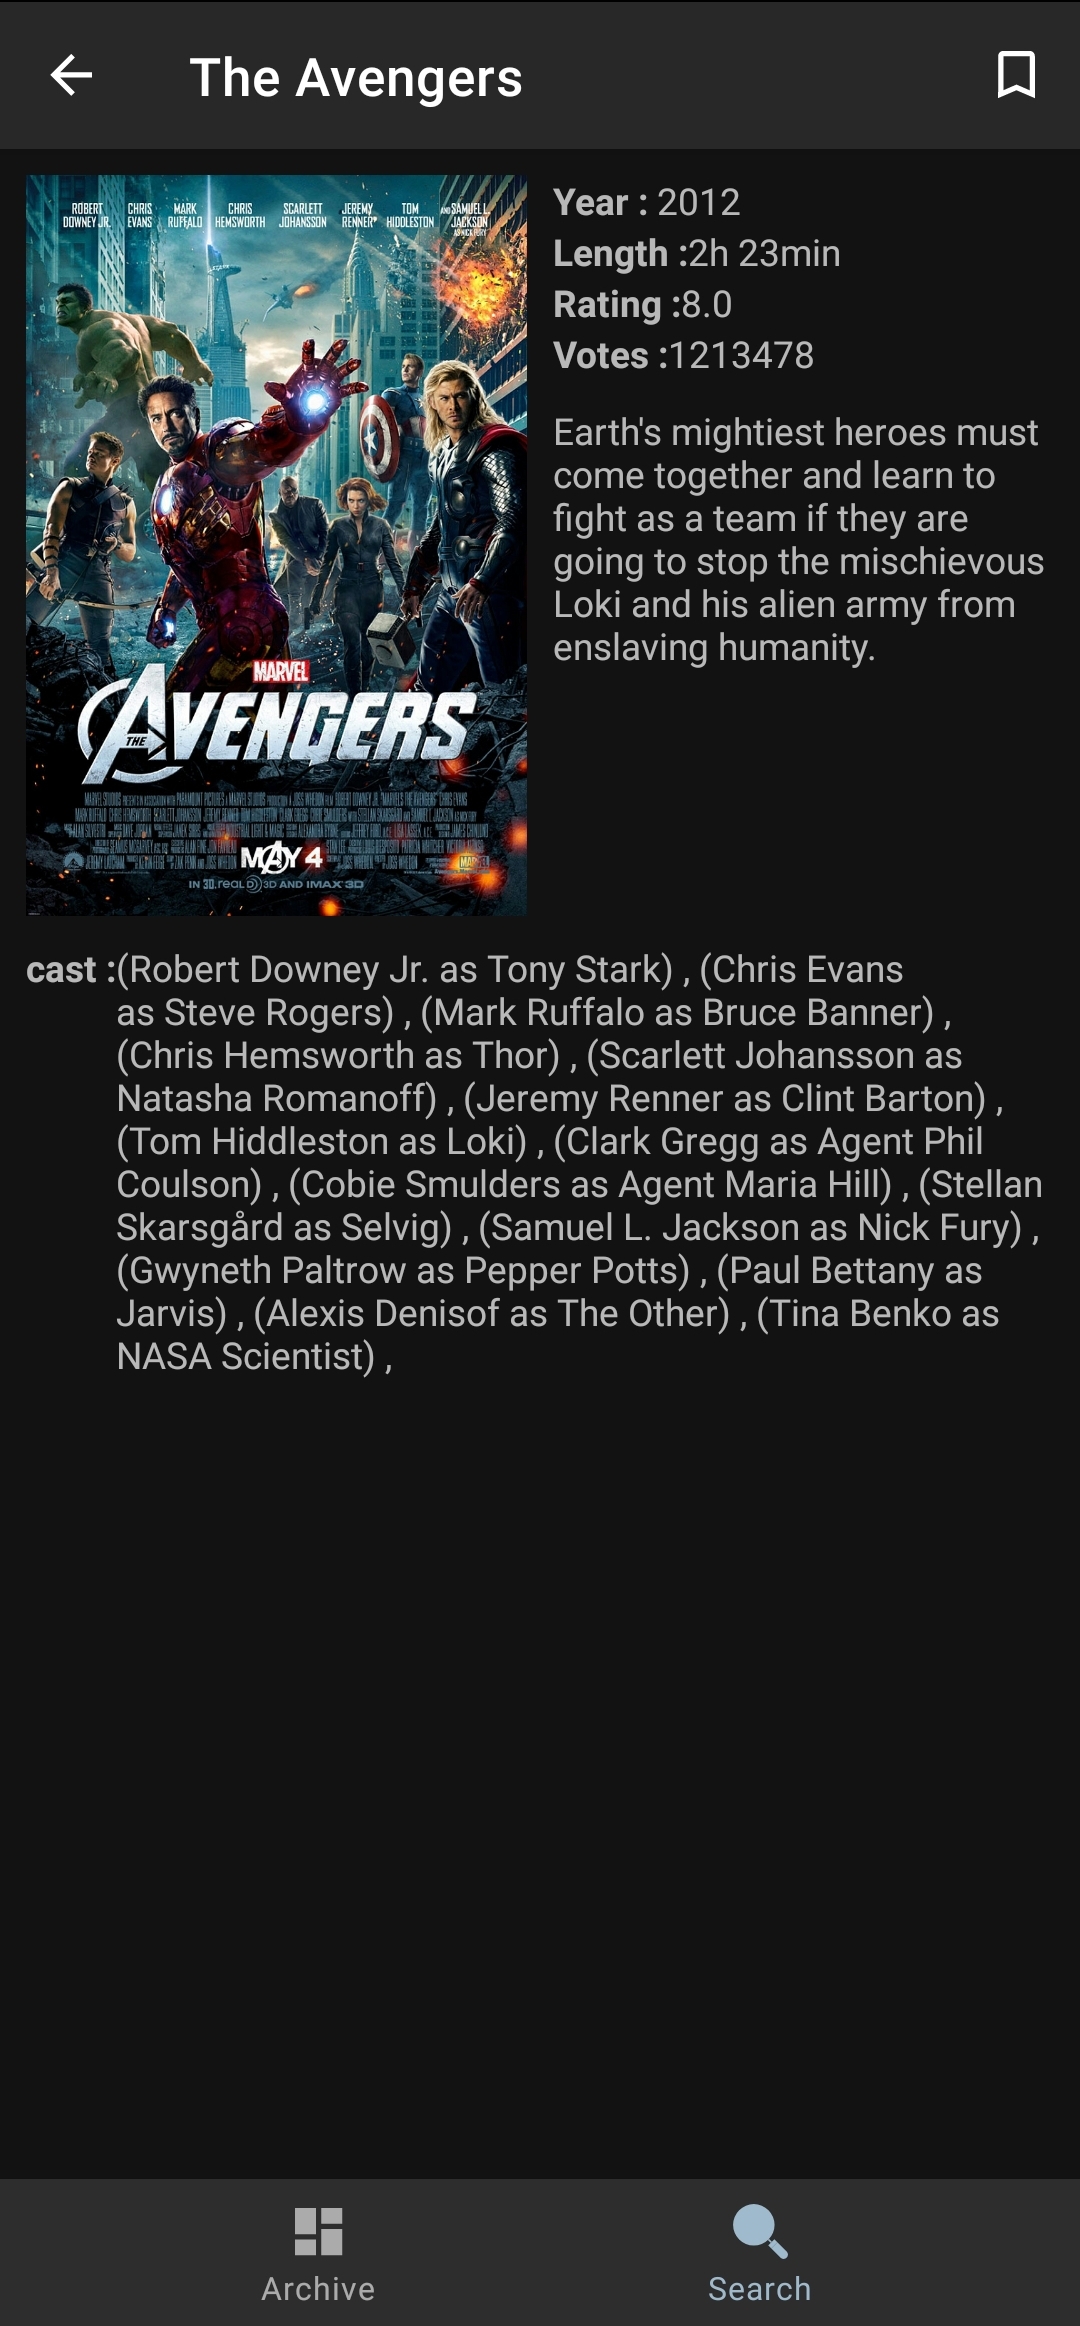 The Avengers
ROBERT DOWNEY JR.
CHRIS EVANS
MARK RUFFALO
CHRIS HEMSWORTH
SCARLETT JOHANSSON
JEREMY RENNER
TOM HIDDLESTON
AND SAMUEL L. JACKSON
AS NICK FURY
MARVEL
THE AVENGERS
MAY 4
IN 3D, REAL D 3D AND IMAX 3D
Year : 2012
Length :2h 23min
Rating :8.0
Votes :1213478
Earth's mightiest heroes must
come together and learn to
fight as a team if they are
going to stop the mischievous
Loki and his alien army from
enslaving humanity.
cast :(Robert Downey Jr. as Tony Stark) , (Chris Evans
as Steve Rogers) , (Mark Ruffalo as Bruce Banner) ,
(Chris Hemsworth as Thor) , (Scarlett Johansson as
Natasha Romanoff) , (Jeremy Renner as Clint Barton) ,
(Tom Hiddleston as Loki) , (Clark Gregg as Agent Phil
Coulson) , (Cobie Smulders as Agent Maria Hill) , (Stellan
Skarsgård as Selvig) , (Samuel L. Jackson as Nick Fury) ,
(Gwyneth Paltrow as Pepper Potts) , (Paul Bettany as
Jarvis) , (Alexis Denisof as The Other) , (Tina Benko as
NASA Scientist) ,
Archive
Search